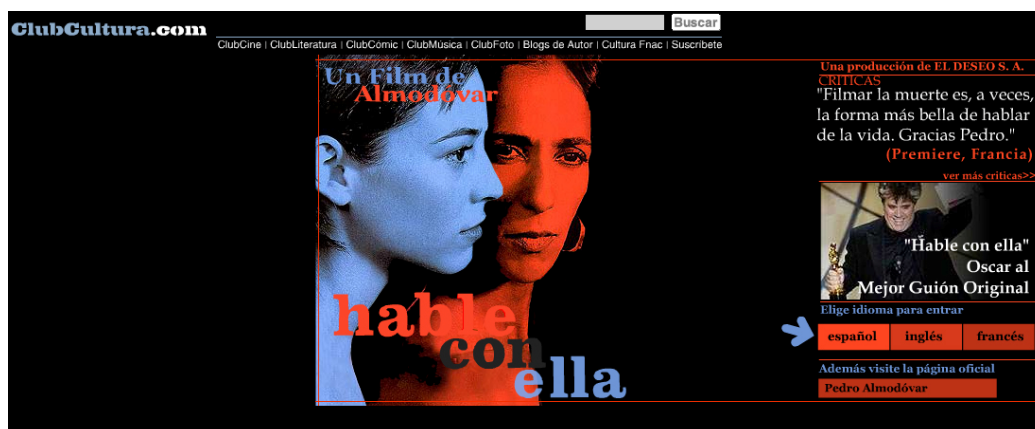 ClubCultura.com
Buscar
ClubCine | ClubLiteratura | ClubCómic | ClubMúsica | ClubFoto | Blogs de Autor | Cultura Fnac | Suscríbete
Un Film de
Almodóvar
hable
con
ella
Una producción de EL DESEO S. A.
CRITICAS
"Filmar la muerte es, a veces,
la forma más bella de hablar
de la vida. Gracias Pedro."
(Premiere, Francia)
ver más criticas>>
"Hable con ella"
Oscar al
Mejor Guión Original
Elige idioma para entrar
español inglés francés
Además visite la página oficial
Pedro Almodóvar